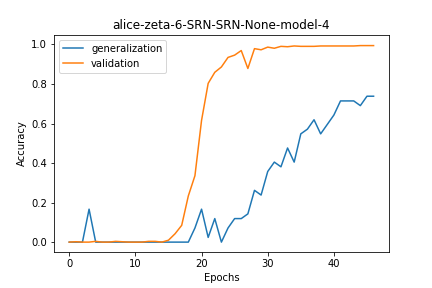 alice-zeta-6-SRN-SRN-None-model-4
generalization
validation
1.0
0.8
0.6
0.4
0.2
0.0
Accuracy
0 20 30 40
Epochs